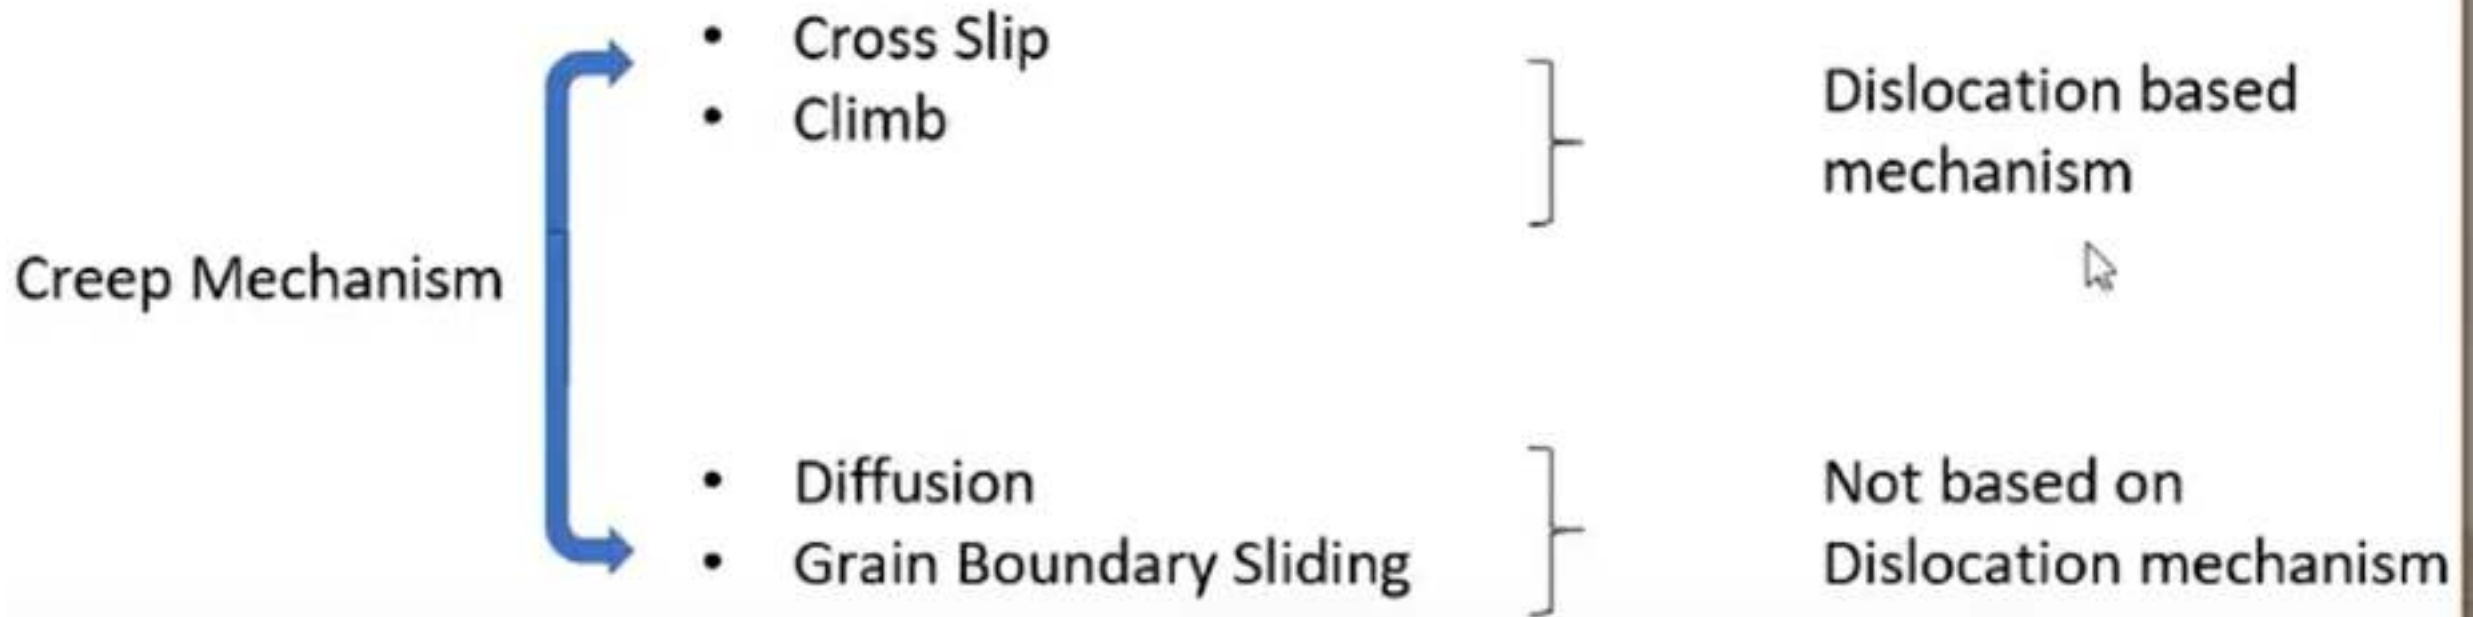 Creep Mechanism
• Cross Slip
• Climb
Dislocation based
mechanism
• Diffusion
• Grain Boundary Sliding
Not based on
Dislocation mechanism